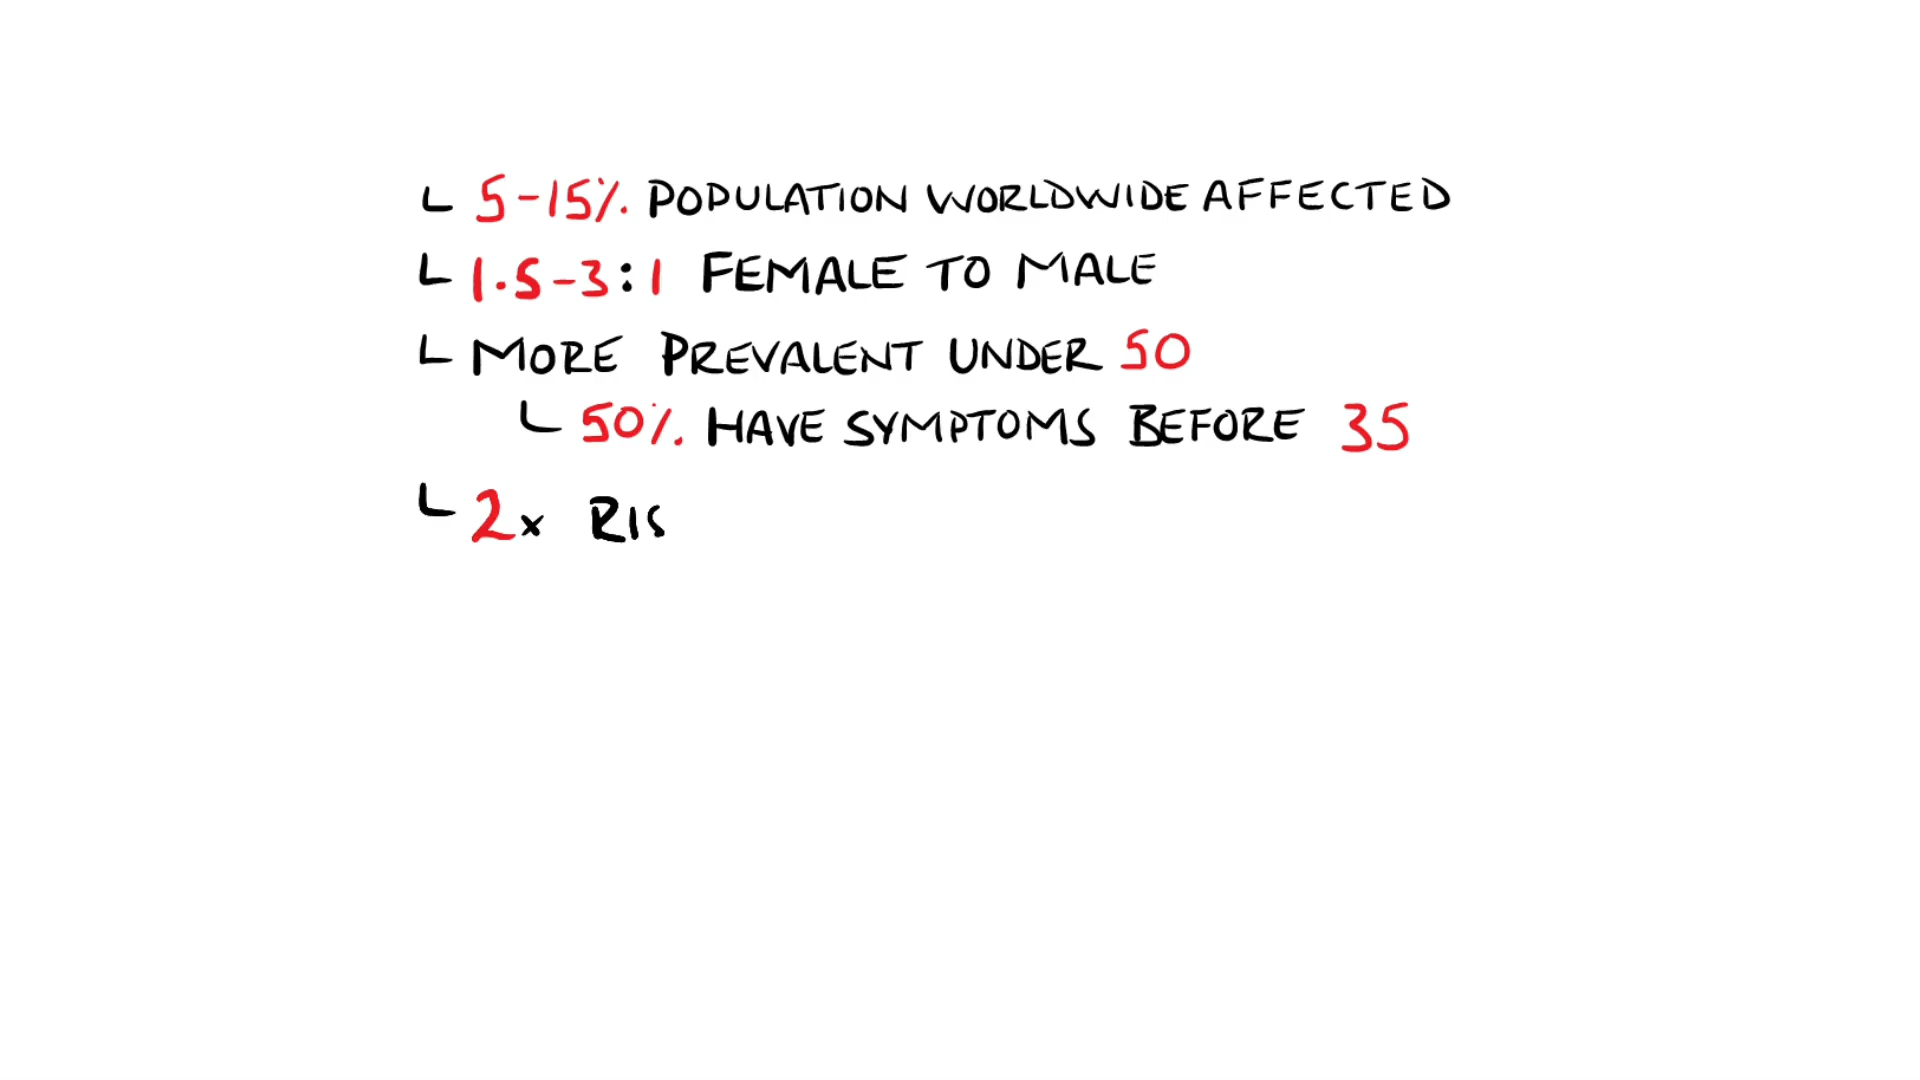 5-15% POPULATION WORLDWIDE AFFECTED
1.5-3:1 FEMALE TO MALE
MORE PREVALENT UNDER 50
50% HAVE SYMPTOMS BEFORE 35
2x RIS